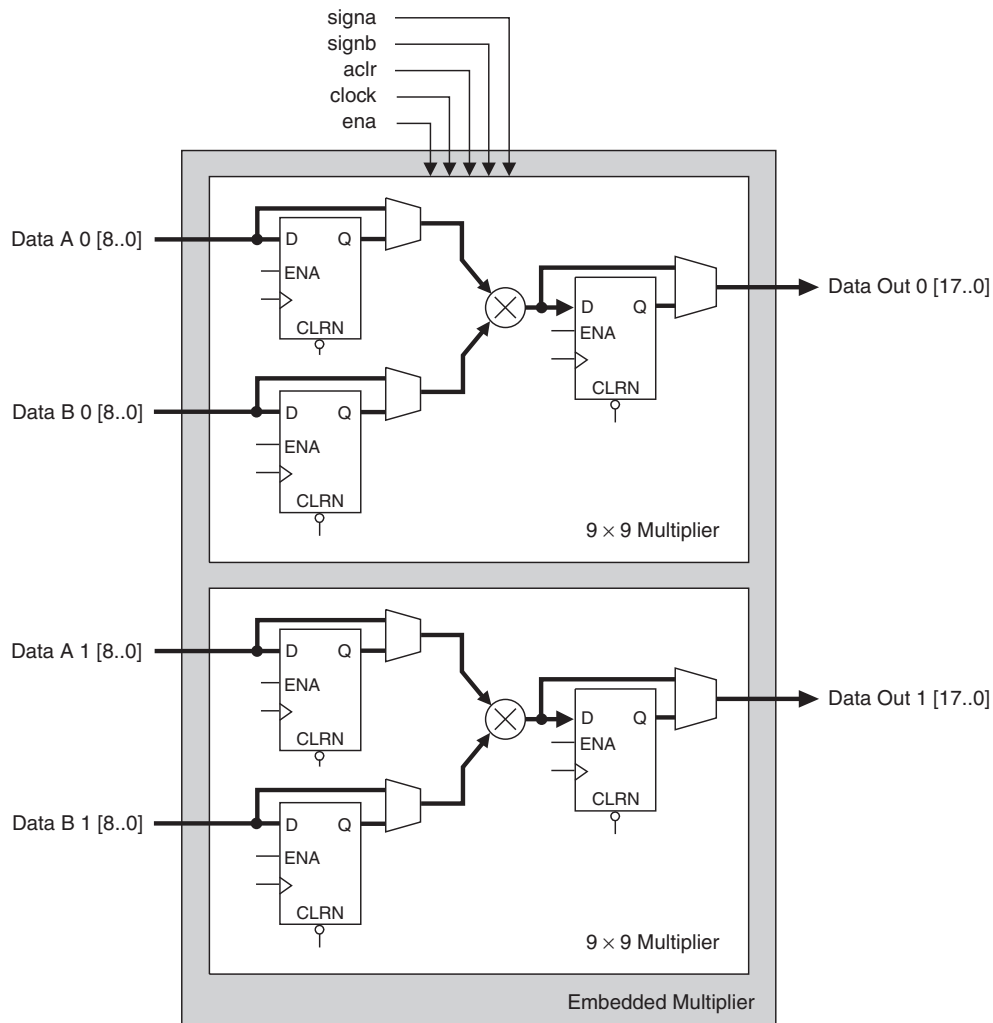 signa
signb
aclr
clock
ena
Data A 0 [8..0]
D Q
ENA
CLRN
Data Out 0 [17..0]
D Q
ENA
CLRN
Data B 0 [8..0]
D Q
ENA
CLRN
9 × 9 Multiplier
Data A 1 [8..0]
D Q
ENA
CLRN
Data Out 1 [17..0]
D Q
ENA
CLRN
Data B 1 [8..0]
D Q
ENA
CLRN
9 × 9 Multiplier
Embedded Multiplier